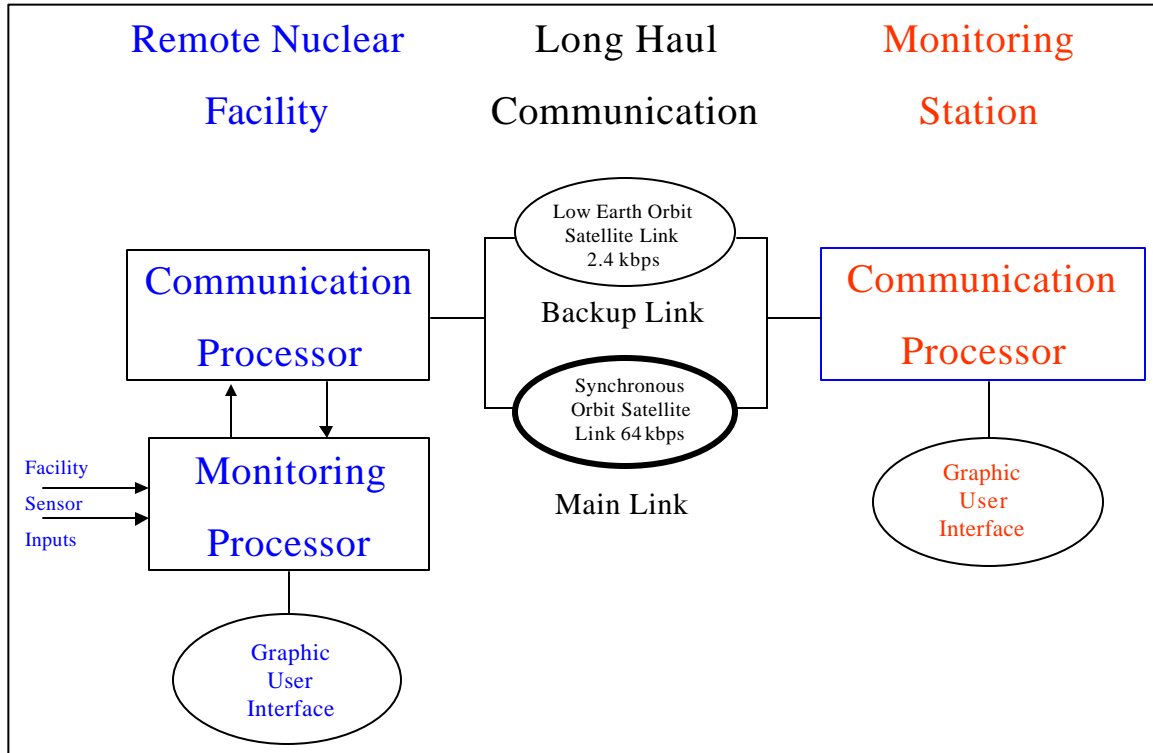 Remote Nuclear
Facility
Long Haul
Communication
Monitoring
Station
Low Earth Orbit
Satellite Link
2.4 kbps
Backup Link
Synchronous
Orbit Satellite
Link 64 kbps
Main Link
Communication
Processor
Monitoring
Processor
Facility
Sensor
Inputs
Graphic
User
Interface
Communication
Processor
Graphic
User
Interface